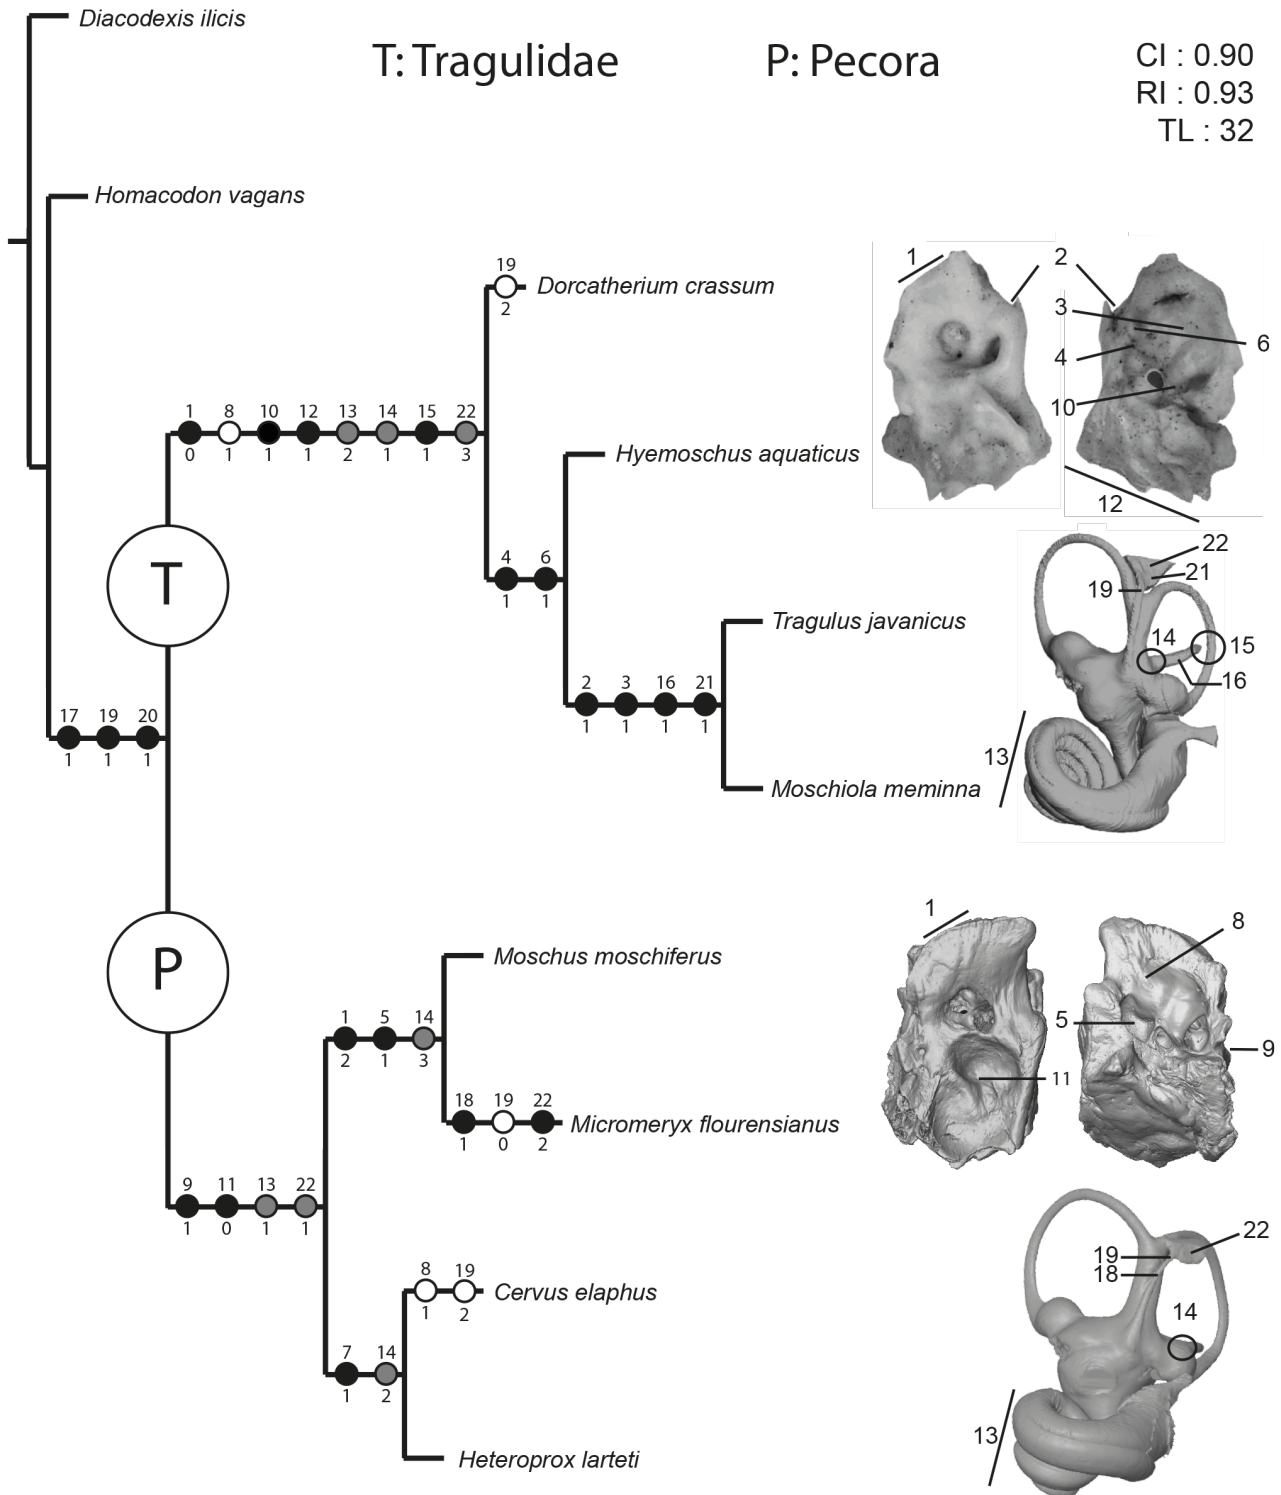 Diacodexis ilicis
T: Tragulidae
P: Pecora
CI : 0.90
RI : 0.93
TL : 32
Homacodon vagans
19
2
Dorcatherium crassum
1 8 10 12 13 14 15 22
0 1 1 1 2 1 1 3
Hyemoschus aquaticus
4 6
1 1
T
Tragulus javanicus
2 3 16 21
1 1 1 1
17 19 20
1 1 1
Moschiola meminna
P
Moschus moschiferus
1 5 14
2 1 3
18 19 22
1 0 2
Micromeryx flourensianus
9 11 13 22
1 0 1 1
8 19
1 2
Cervus elaphus
7 14
1 2
Heteroprox larteti
1
2
3
6
4
10
12
22
21
19
14
15
16
13
1
8
5
9
11
22
19
18
14
13